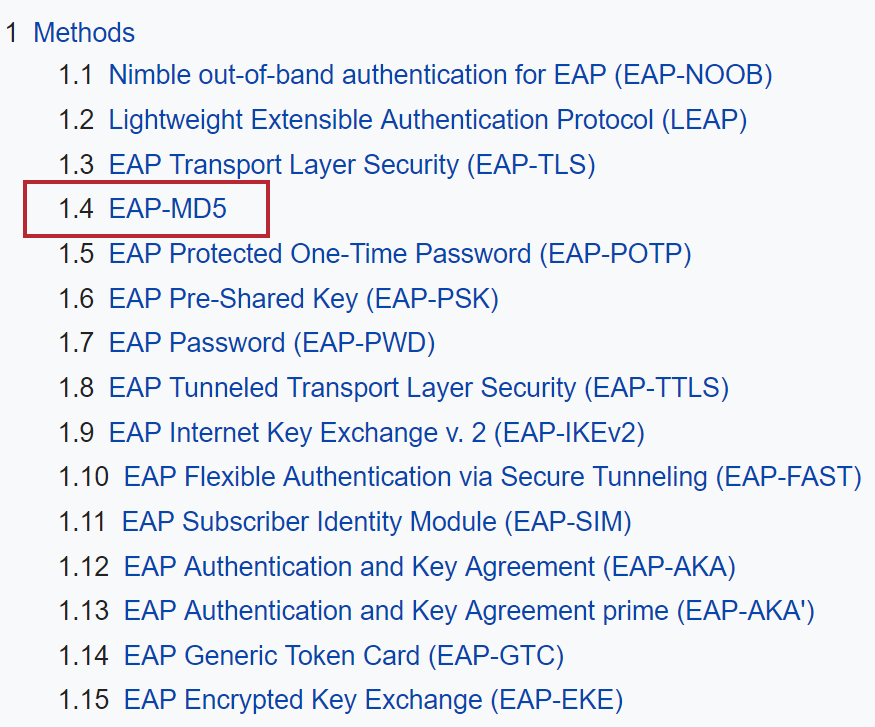 1 Methods
1.1 Nimble out-of-band authentication for EAP (EAP-NOOB)
1.2 Lightweight Extensible Authentication Protocol (LEAP)
1.3 EAP Transport Layer Security (EAP-TLS)
1.4 EAP-MD5
1.5 EAP Protected One-Time Password (EAP-POTP)
1.6 EAP Pre-Shared Key (EAP-PSK)
1.7 EAP Password (EAP-PWD)
1.8 EAP Tunneled Transport Layer Security (EAP-TTLS)
1.9 EAP Internet Key Exchange v. 2 (EAP-IKEv2)
1.10 EAP Flexible Authentication via Secure Tunneling (EAP-FAST)
1.11 EAP Subscriber Identity Module (EAP-SIM)
1.12 EAP Authentication and Key Agreement (EAP-AKA)
1.13 EAP Authentication and Key Agreement prime (EAP-AKA')
1.14 EAP Generic Token Card (EAP-GTC)
1.15 EAP Encrypted Key Exchange (EAP-EKE)